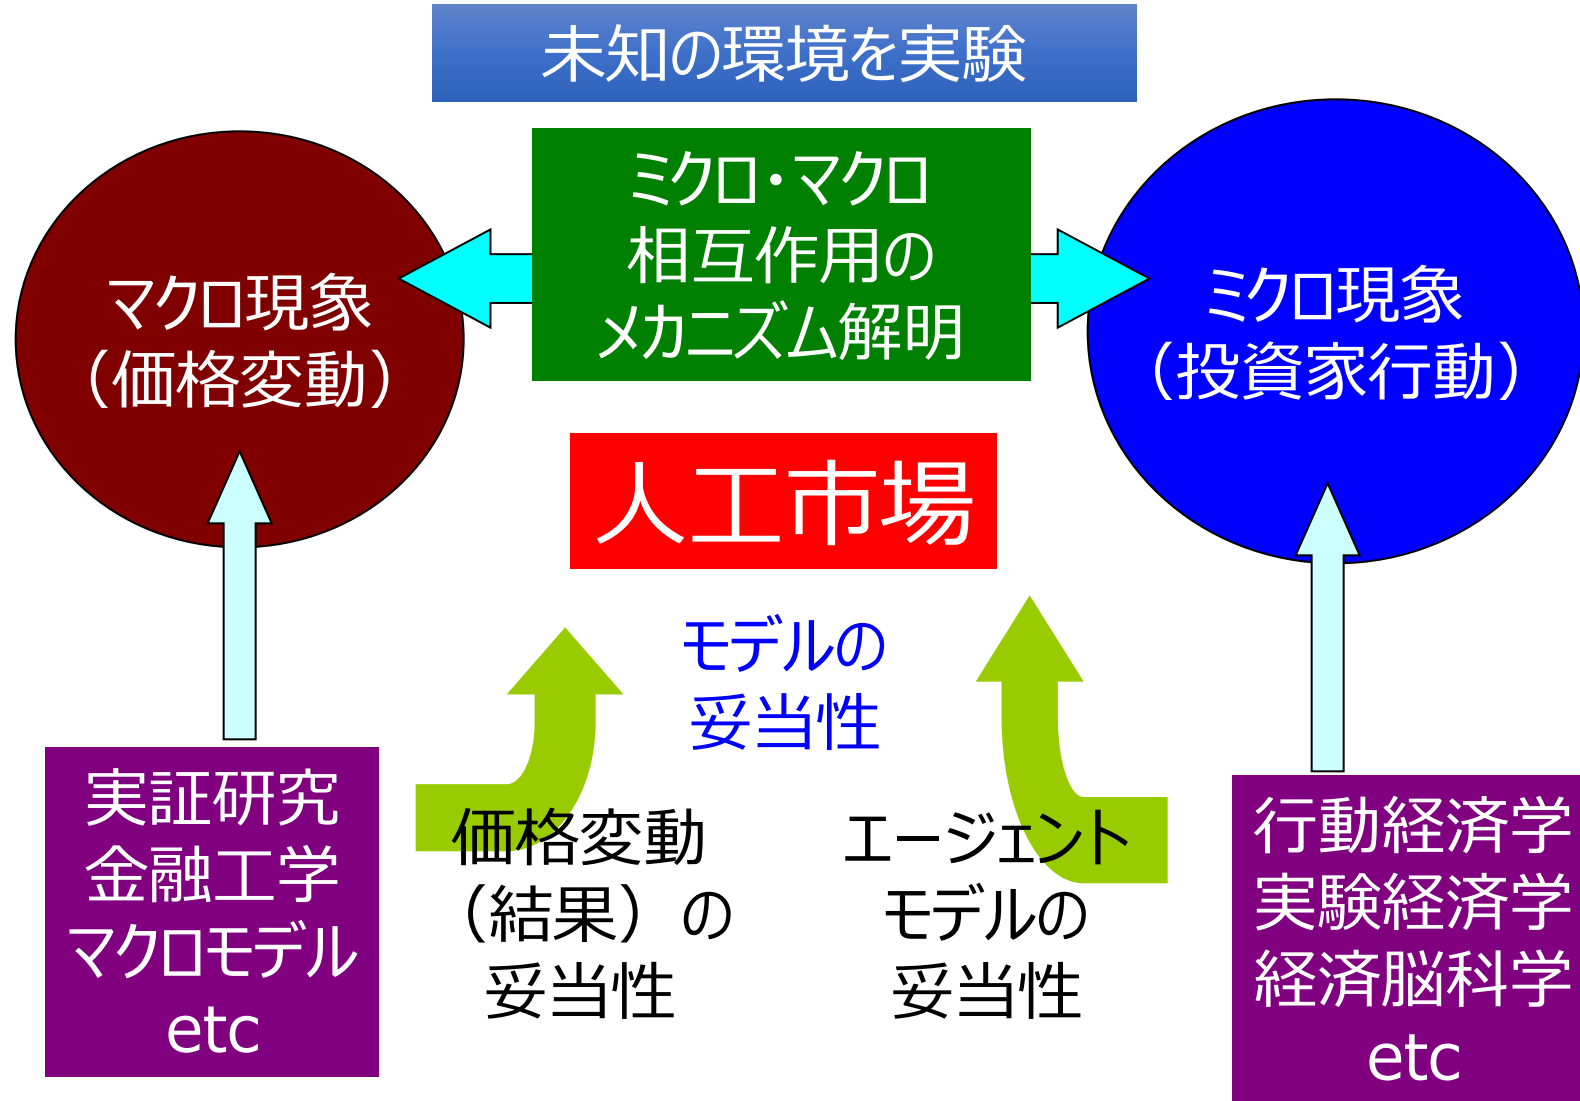 未知の環境を実験
ミクロ・マクロ
相互作用の
メカニズム解明
マクロ現象
（価格変動）
ミクロ現象
（投資家行動）
人工市場
モデルの
妥当性
実証研究
金融工学
マクロモデル
etc
価格変動
（結果）の
妥当性
エージェント
モデルの
妥当性
行動経済学
実験経済学
経済脳科学
etc